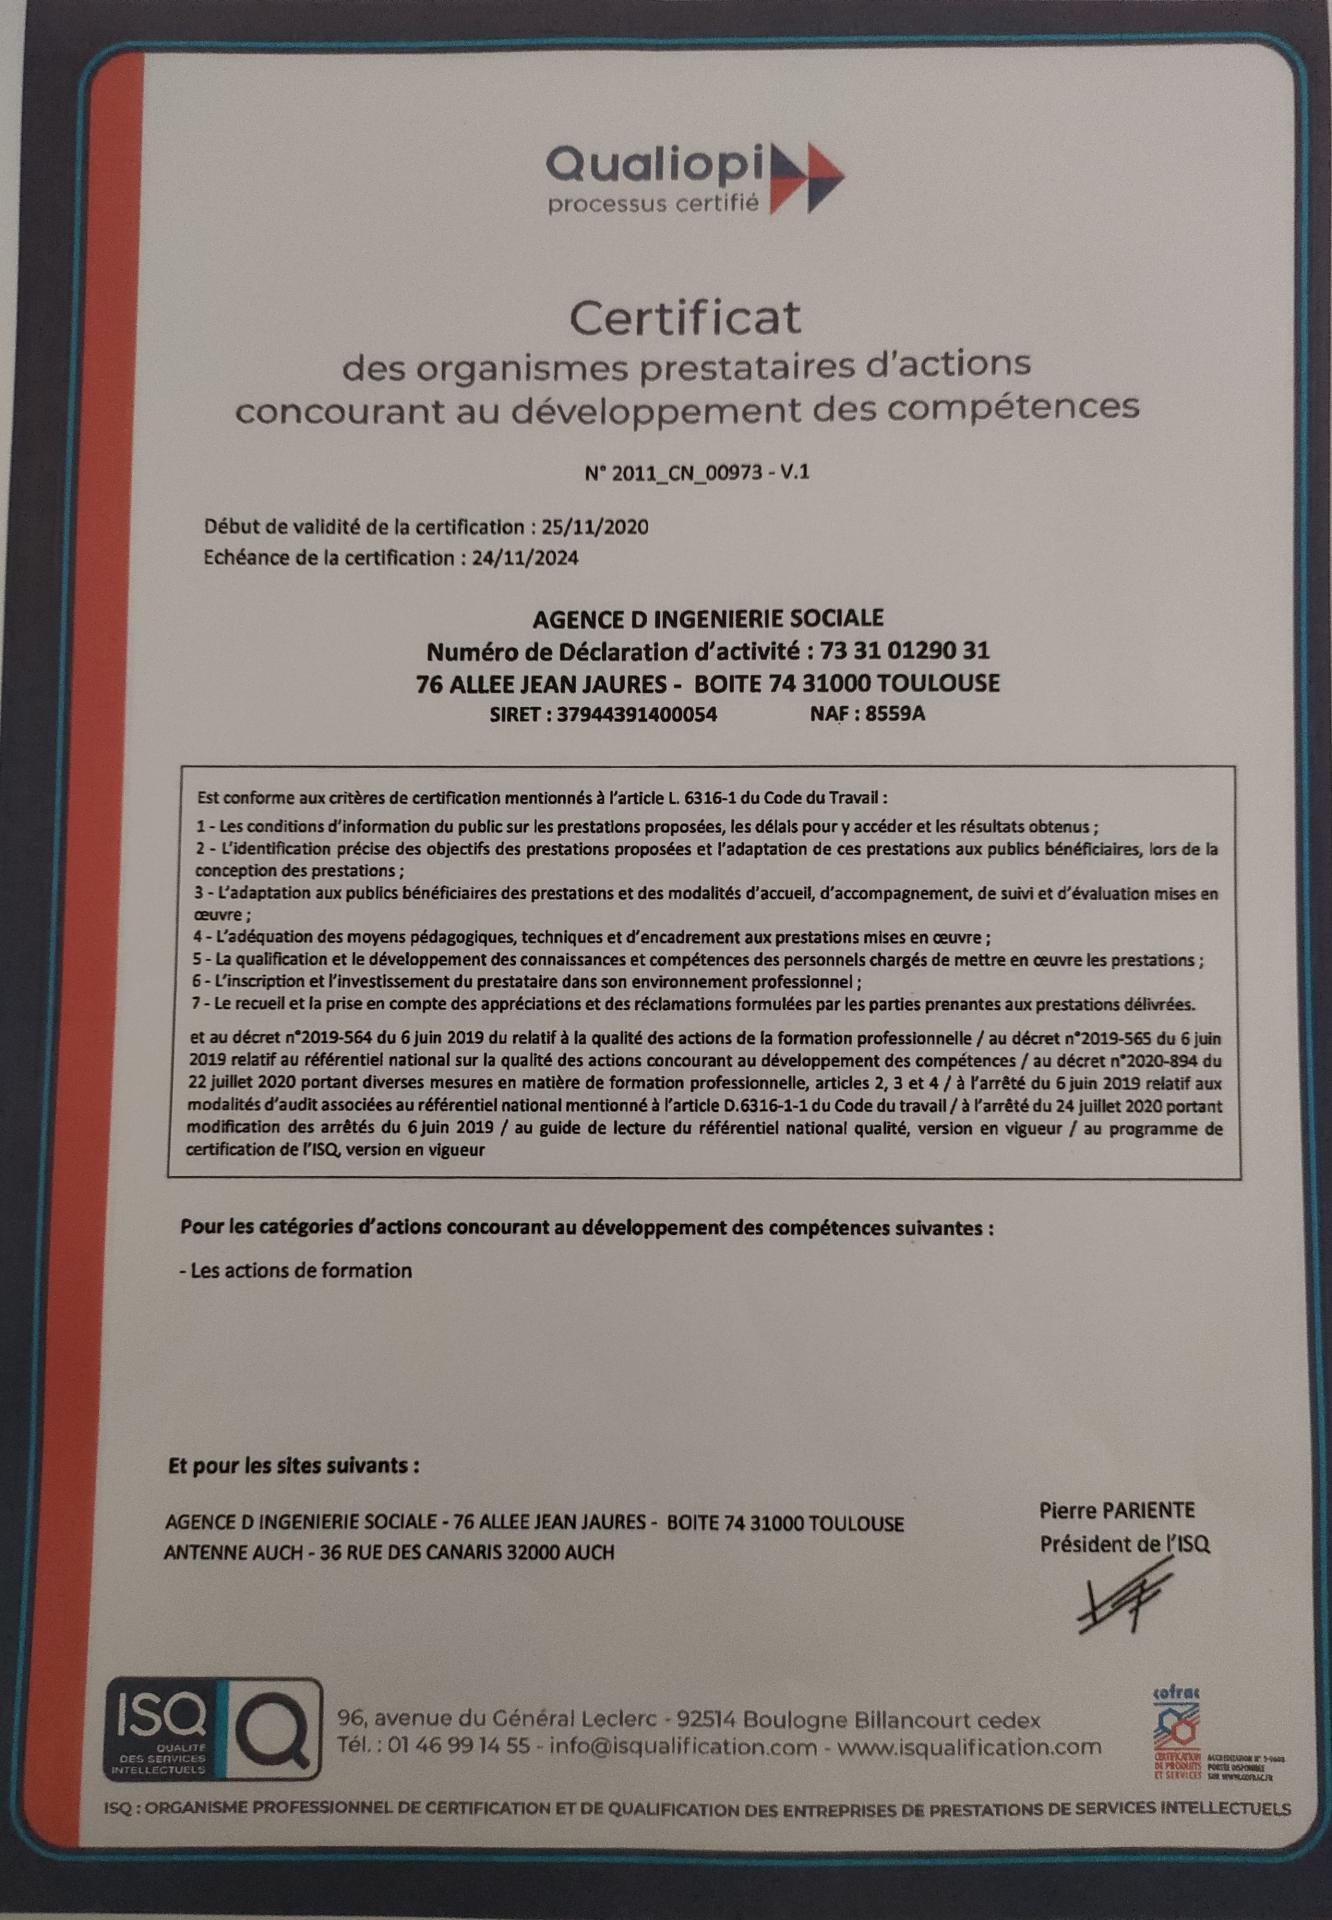 Qualiopi
processus certifié
Certificat
des organismes prestataires d'actions
concourant au développement des compétences
N° 2011_CN_00973 - V.1
Début de validité de la certification : 25/11/2020
Echéance de la certification : 24/11/2024
AGENCE D INGENIERIE SOCIALE
Numéro de Déclaration d'activité : 73 31 01290 31
76 ALLEE JEAN JAURES - BOITE 74 31000 TOULOUSE
SIRET : 37944391400054 NAF : 8559A
Est conforme aux critères de certification mentionnés à l'article L. 6316-1 du Code du Travail :
1 - Les conditions d'information du public sur les prestations proposées, les délais pour y accéder et les résultats obtenus ;
2 - L'identification précise des objectifs des prestations proposées et l'adaptation de ces prestations aux publics bénéficiaires, lors de la
conception des prestations ;
3 - L'adaptation aux publics bénéficiaires des prestations et des modalités d'accueil, d'accompagnement, de suivi et d'évaluation mises en
œuvre ;
4 - L'adéquation des moyens pédagogiques, techniques et d'encadrement aux prestations mises en œuvre ;
5 - La qualification et le développement des connaissances et compétences des personnels chargés de mettre en œuvre les prestations ;
6 - L'inscription et l'investissement du prestataire dans son environnement professionnel ;
7 - Le recueil et la prise en compte des appréciations et des réclamations formulées par les parties prenantes aux prestations délivrées.
et au décret n°2019-564 du 6 juin 2019 du relatif à la qualité des actions de la formation professionnelle / au décret n°2019-565 du 6 juin
2019 relatif au référentiel national sur la qualité des actions concourant au développement des compétences / au décret n°2020-894 du
22 juillet 2020 portant diverses mesures en matière de formation professionnelle, articles 2, 3 et 4 / à l'arrêté du 6 juin 2019 relatif aux
modalités d'audit associées au référentiel national mentionné à l'article D.6316-1-1 du Code du travail / à l'arrêté du 24 juillet 2020 portant
modification des arrêtés du 6 juin 2019 / au guide de lecture du référentiel national qualité, version en vigueur / au programme de
certification de l'ISQ, version en vigueur
Pour les catégories d'actions concourant au développement des compétences suivantes :
- Les actions de formation
Et pour les sites suivants :
AGENCE D INGENIERIE SOCIALE - 76 ALLEE JEAN JAURES - BOITE 74 31000 TOULOUSE
ANTENNE AUCH - 36 RUE DES CANARIS 32000 AUCH
Pierre PARIENTE
Président de l'ISQ
ISQ Q
QUALITÉ
DES SERVICES
INTELLECTUELS
96, avenue du Général Leclerc - 92514 Boulogne Billancourt cedex
Tél. : 01 46 99 14 55 - info@isqualification.com - www.isqualification.com
cofrac
CERTIFICATION
DE PRODUITS
ET SERVICES
PORTÉE DISPONIBLE
SUR WWW.COFRAC.FR
ISQ : ORGANISME PROFESSIONNEL DE CERTIFICATION ET DE QUALIFICATION DES ENTREPRISES DE PRESTATIONS DE SERVICES INTELLECTUELS